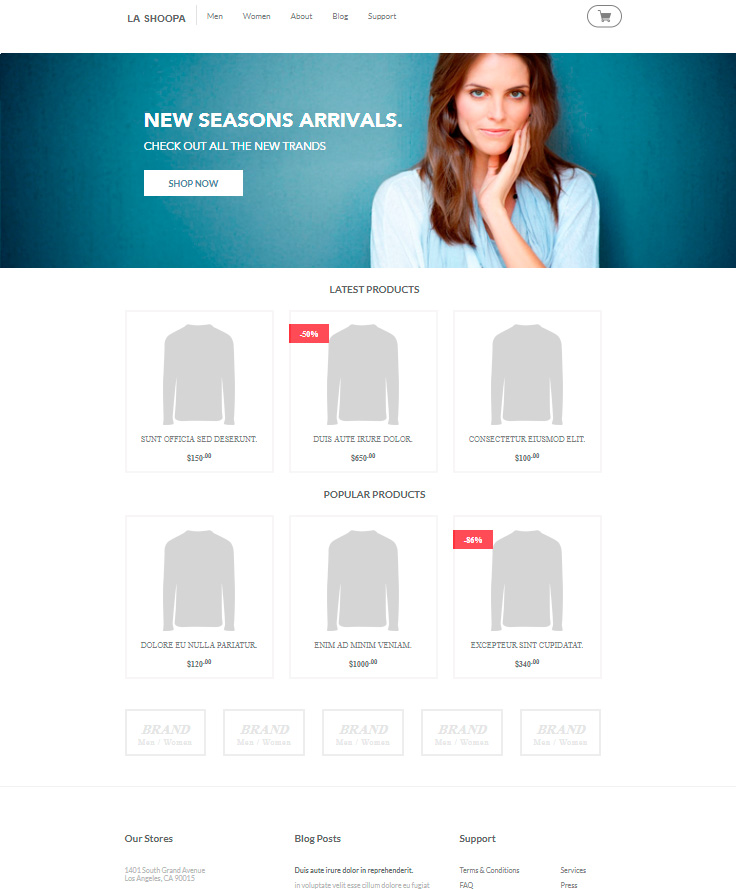 LA SHOOPA Men Women About Blog Support
NEW SEASONS ARRIVALS.
CHECK OUT ALL THE NEW TRANDS
SHOP NOW
LATEST PRODUCTS
-50%
SUNT OFFICIA SED DESERUNT. DUIS AUTE IRURE DOLOR. CONSECTETUR EIUSMOD ELIT.
$150.00 $650.00 $100.00
POPULAR PRODUCTS
-86%
DOLORE EU NULLA PARIATUR. ENIM AD MINIM VENIAM. EXCEPTEUR SINT CUPIDATAT.
$120.00 $1000.00 $340.00
BRAND BRAND BRAND BRAND BRAND
Men / Women Men / Women Men / Women Men / Women Men / Women
Our Stores Blog Posts Support
1401 South Grand Avenue Duis aute irure dolor in reprehenderit. Terms & Conditions Services
Los Angeles, CA 90015
in voluptate velit esse cillum dolore eu fugiat FAQ Press